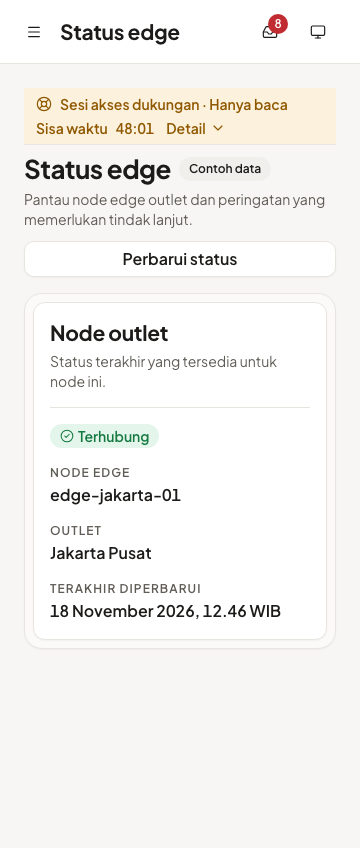 Status edge
8
Sesi akses dukungan · Hanya baca
Sisa waktu 48:01 Detail
Status edge
Contoh data
Pantau node edge outlet dan peringatan yang
memerlukan tindak lanjut.
Perbarui status
Node outlet
Status terakhir yang tersedia untuk
node ini.
Terhubung
NODE EDGE
edge-jakarta-01
OUTLET
Jakarta Pusat
TERAKHIR DIPERBARUI
18 November 2026, 12.46 WIB